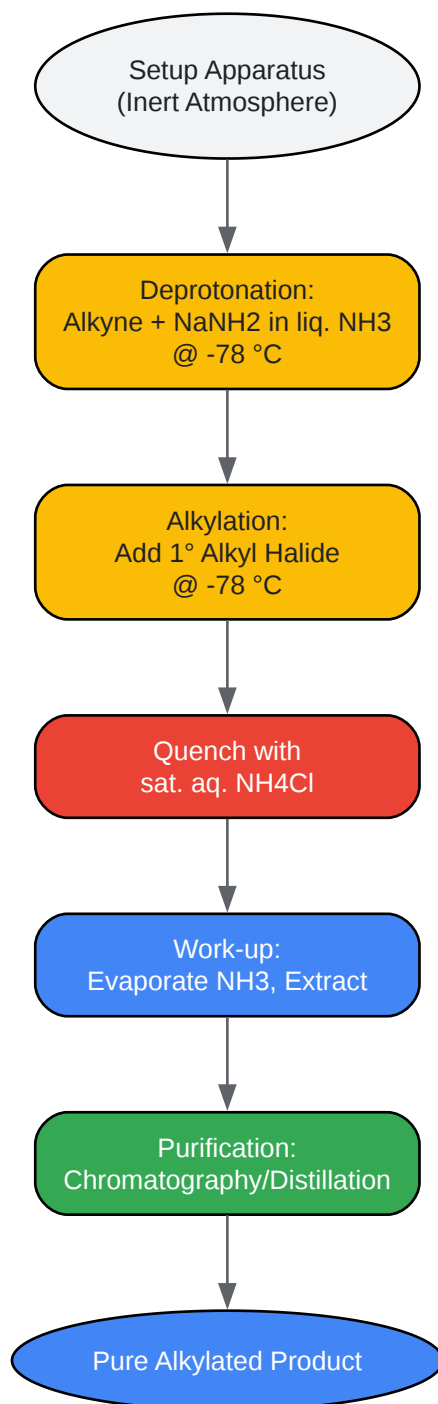 Setup Apparatus
(Inert Atmosphere)
Deprotonation:
Alkyne + NaNH2 in liq. NH3
@ -78 °C
Alkylation:
Add 1° Alkyl Halide
@ -78 °C
Quench with
sat. aq. NH4Cl
Work-up:
Evaporate NH3, Extract
Purification:
Chromatography/Distillation
Pure Alkylated Product